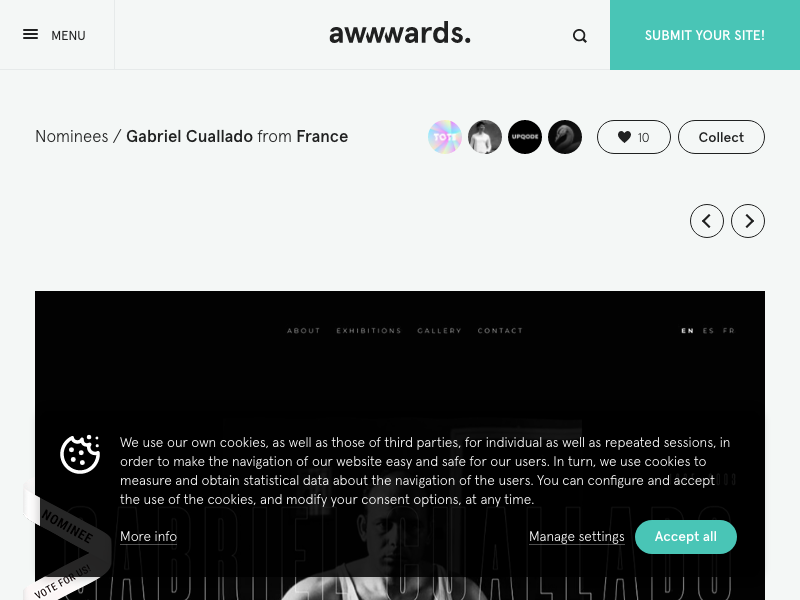 MENU
awwwards.
SUBMIT YOUR SITE!
Nominees / Gabriel Cuallado from France
TOTS
UPQODE
10
Collect
ABOUT EXHIBITIONS GALLERY CONTACT
EN ES FR
We use our own cookies, as well as those of third parties, for individual as well as repeated sessions, in
order to make the navigation of our website easy and safe for our users. In turn, we use cookies to
measure and obtain statistical data about the navigation of the users. You can configure and accept
the use of the cookies, and modify your consent options, at any time.
NOMINEE
GABRIEL CUALLADO
More info
Manage settings
Accept all
VOTE FOR US!